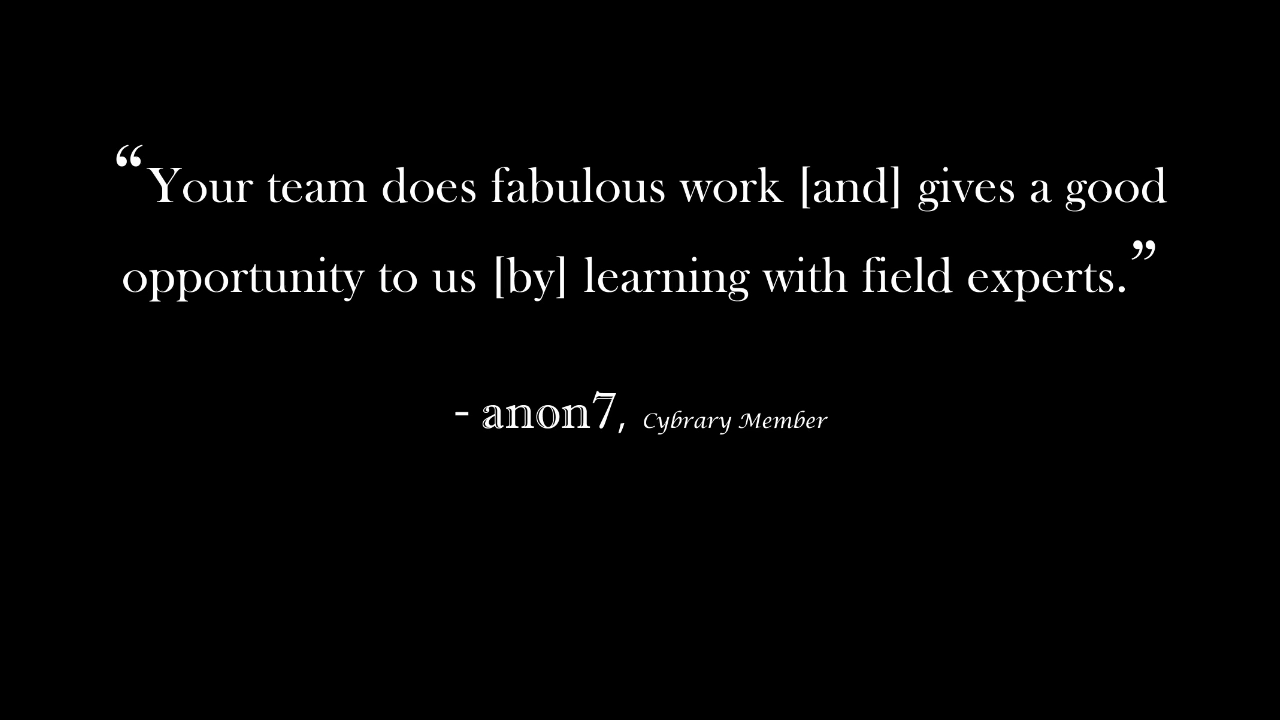 “Your team does fabulous work [and] gives a good
opportunity to us [by] learning with field experts.”
- anon7, Cybrary Member